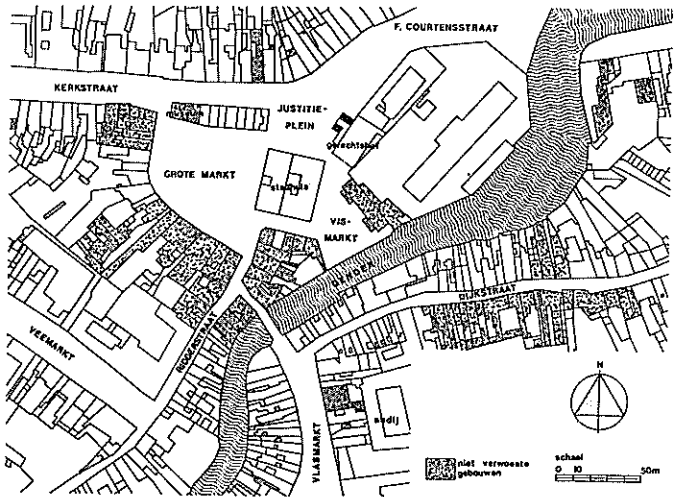 F. COURTENSSTRAAT
KERKSTRAAT
JUSTITIE-
PLEIN
gerechtshof
GROTE MARKT
stadhuis
VIS-
MARKT
DENDER
DIJKSTRAAT
VEEMARKT
BRUSSELSTRAAT
VLASMARKT
abdij
N
niet verwoeste
gebouwen
schaal
0 10 50m